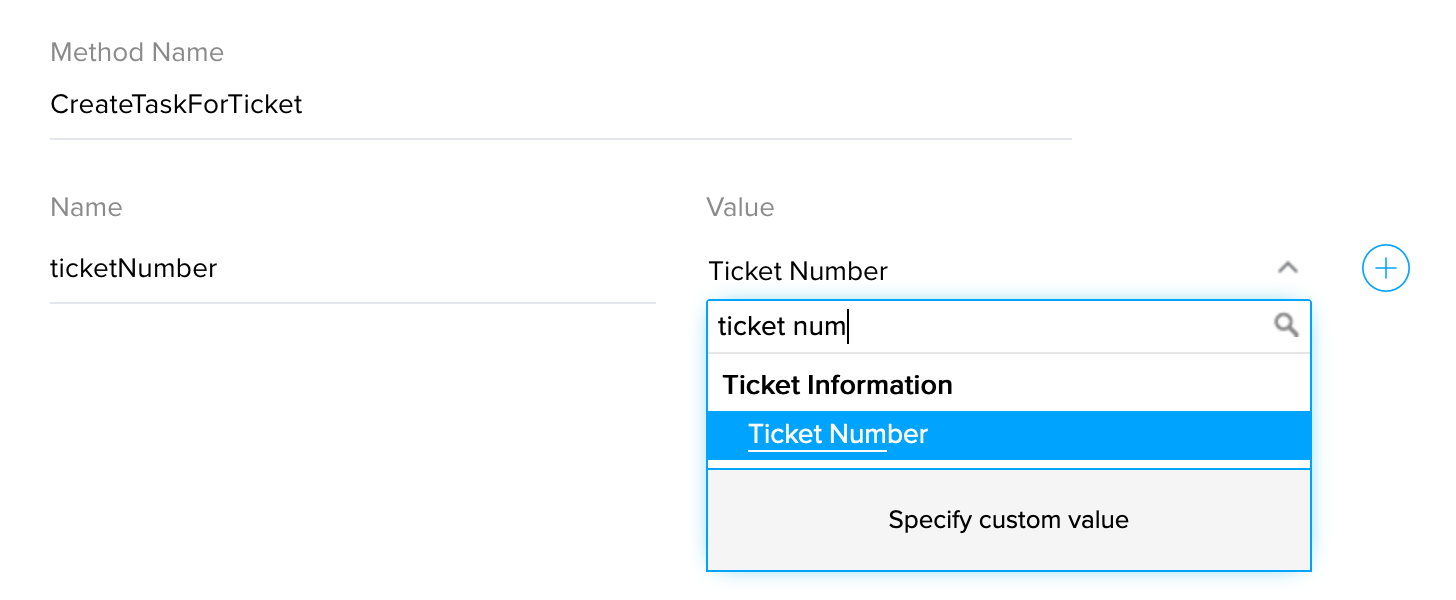 Method Name
CreateTaskForTicket
Name
Value
ticketNumber
Ticket Number
ticket num
Ticket Information
Ticket Number
Specify custom value